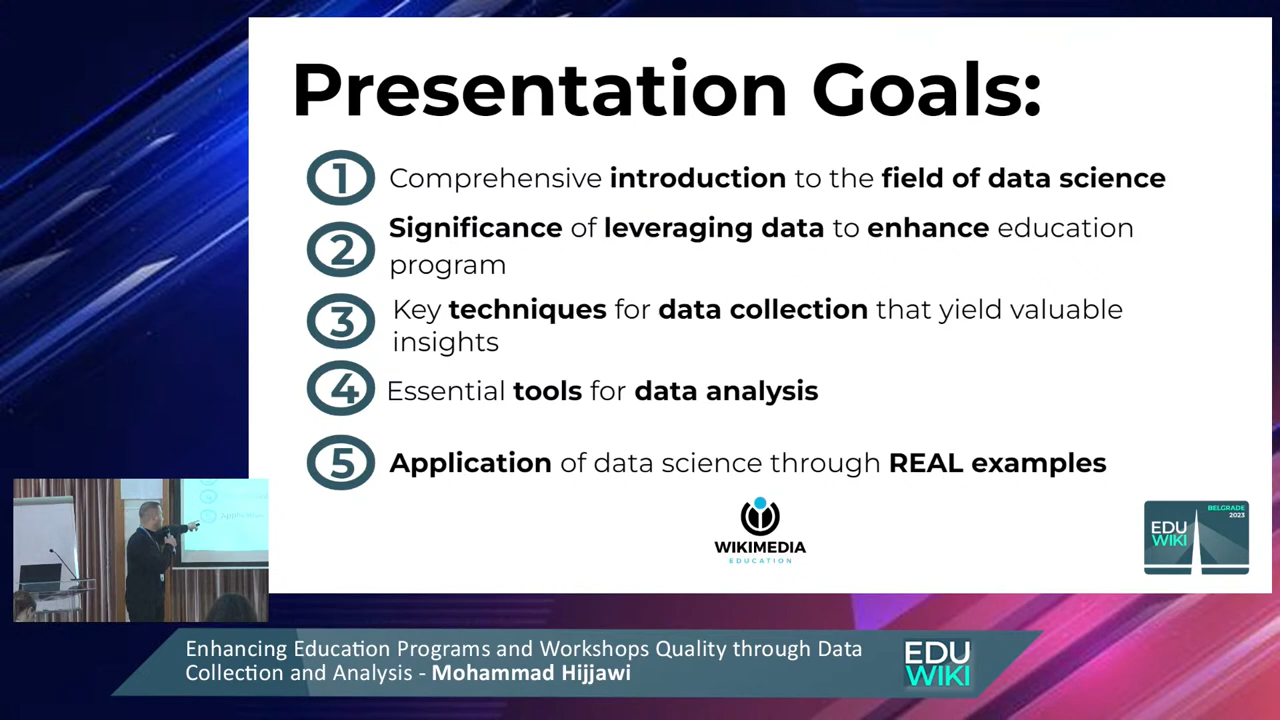 Presentation Goals:
1 Comprehensive introduction to the field of data science
2 Significance of leveraging data to enhance education
program
3 Key techniques for data collection that yield valuable
insights
4 Essential tools for data analysis
5 Application of data science through REAL examples
WIKIMEDIA
EDUCATION
BELGRADE
2023
EDU
WIKI
Enhancing Education Programs and Workshops Quality through Data
Collection and Analysis - Mohammad Hijjawi
EDU
WIKI